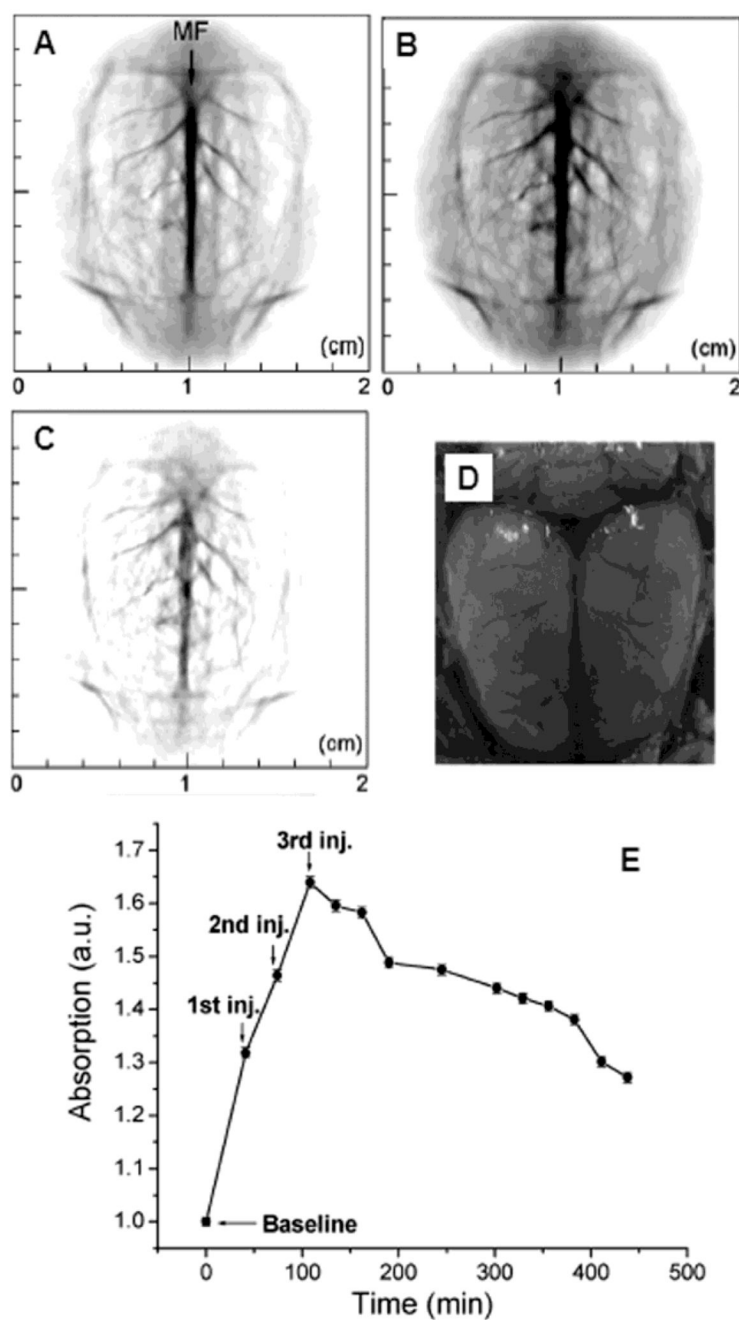 A
MF
(cm)
0 1 2
B
(cm)
0 1 2
C
(cm)
0 1 2
D
E
Absorption (a.u.)
1.7
1.6
1.5
1.4
1.3
1.2
1.1
1.0
3rd inj.
2nd inj.
1st inj.
Baseline
0 100 200 300 400 500
Time (min)